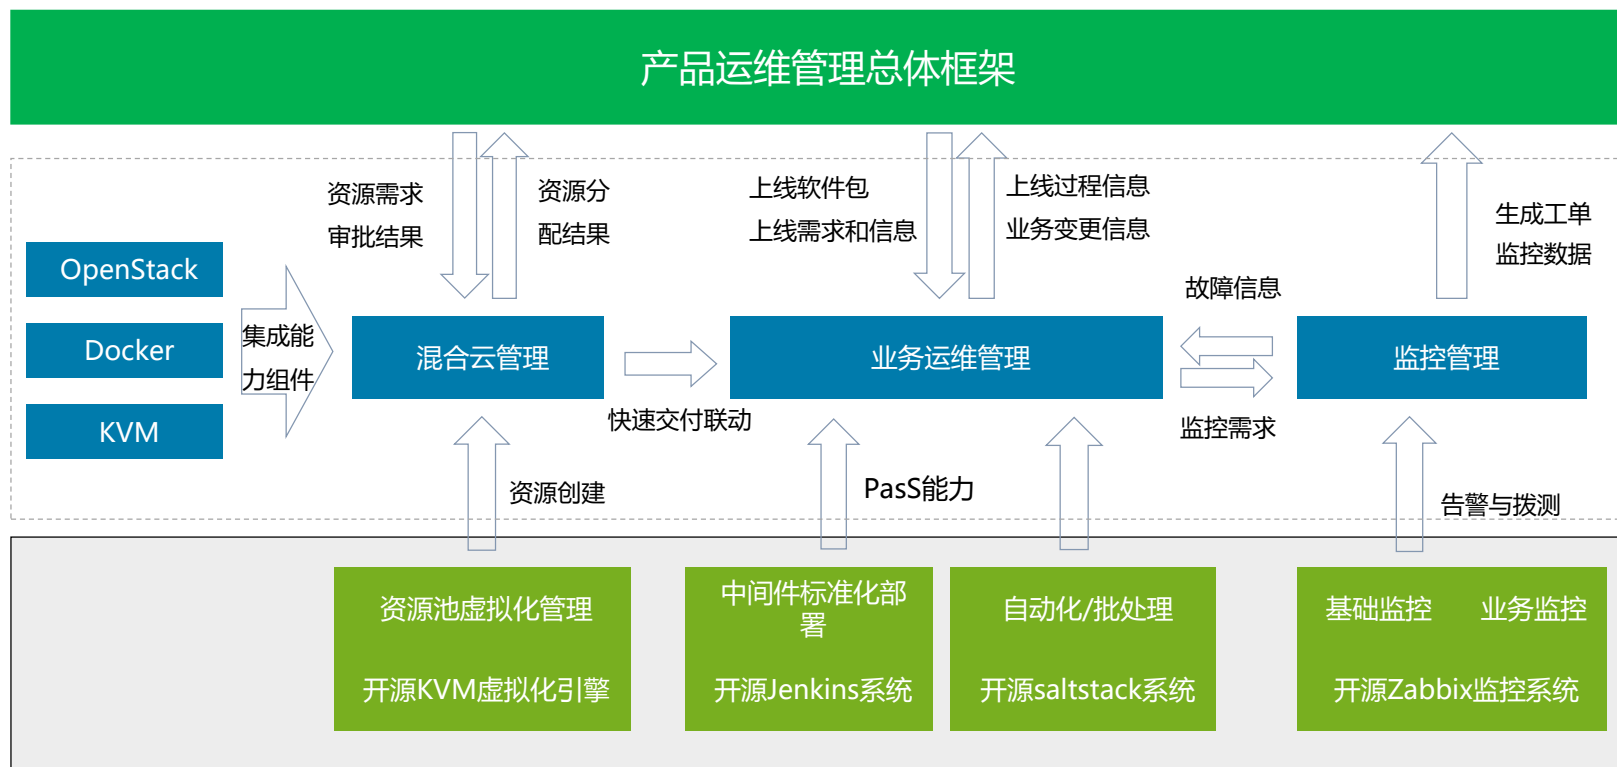 产品运维管理总体框架
资源需求
审批结果
资源分
配结果
上线软件包
上线需求和信息
上线过程信息
业务变更信息
生成工单
监控数据
OpenStack
Docker
KVM
集成能
力组件
混合云管理
快速交付联动
业务运维管理
故障信息
监控需求
监控管理
资源创建
PasS能力
告警与拨测
资源池虚拟化管理
开源KVM虚拟化引擎
中间件标准化部
署
开源Jenkins系统
自动化/批处理
开源saltstack系统
基础监控 业务监控
开源Zabbix监控系统